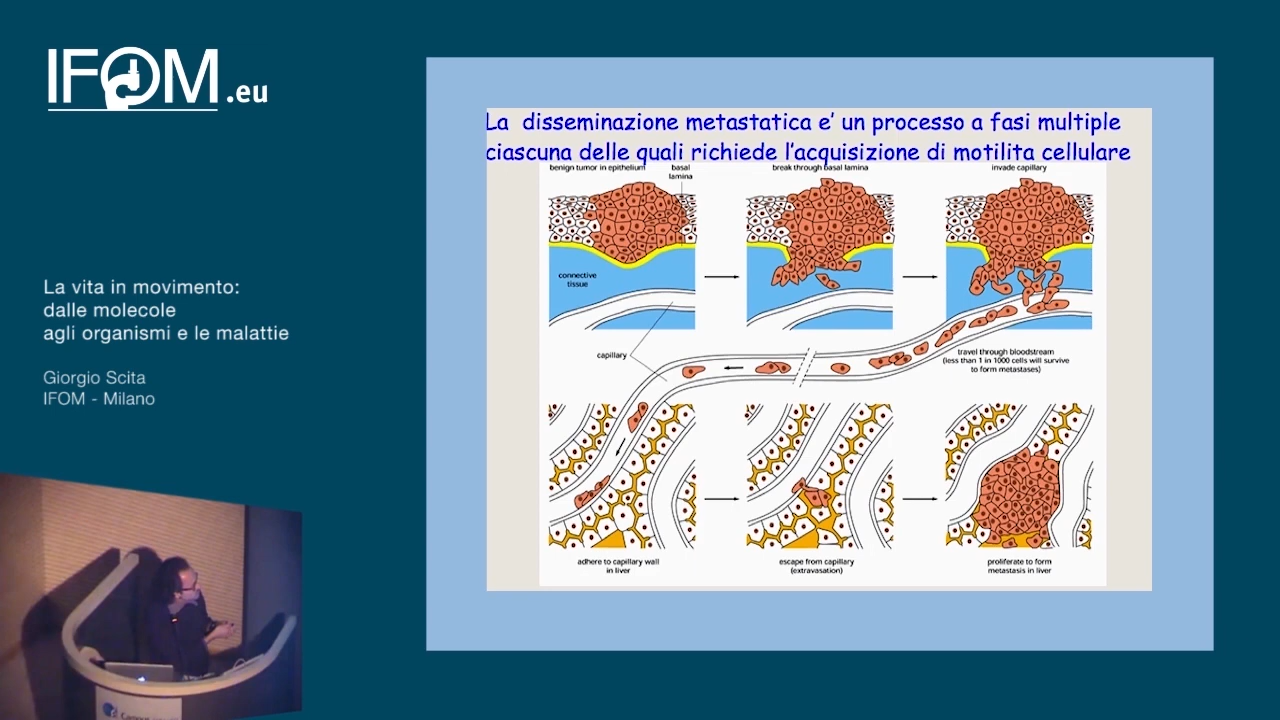 IFOM.eu
La vita in movimento:
dalle molecole
agli organismi e le malattie
Giorgio Scita
IFOM - Milano
La disseminazione metastatica e' un processo a fasi multiple
ciascuna delle quali richiede l'acquisizione di motilita cellulare
benign tumor in epithelium
basal
lamina
break through basal lamina
invade capillary
connective
tissue
capillary
travel through bloodstream
(less than 1 in 1000 cells will survive
to form metastases)
adhere to capillary wall
in liver
escape from capillary
(extravasation)
proliferate to form
metastasis in liver